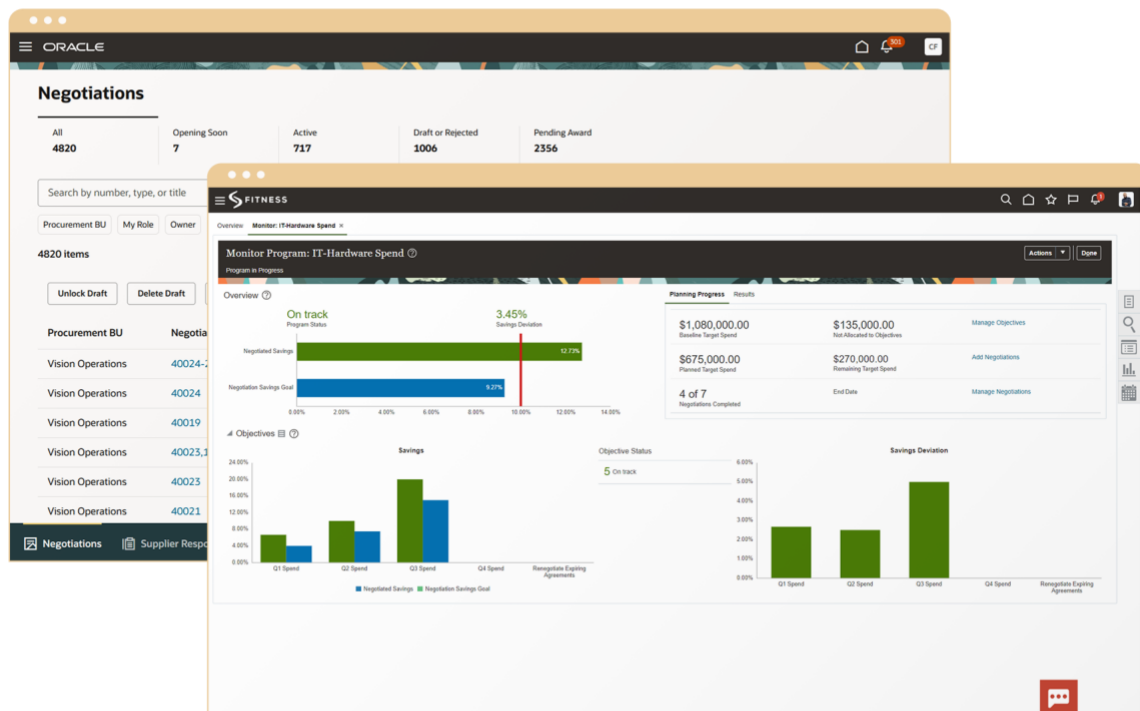 ORACLE
301
CF
Negotiations
All
4820
Opening Soon
7
Active
717
Draft or Rejected
1006
Pending Award
2356
Search by number, type, or title
Procurement BU
My Role
Owner
4820 items
Unlock Draft
Delete Draft
Procurement BU
Vision Operations
40024
Vision Operations
40024
Vision Operations
40019
Vision Operations
40023,1
Vision Operations
40023
Vision Operations
40021
Negotiations
Supplier
FITNESS
Overview
Monitor: IT-Hardware Spend
Monitor Program: IT-Hardware Spend
Program in Progress
Actions
Done
Overview
On track
Program Status
3.45%
Savings Deviation
Negotiated Savings
12.73%
Negotiation Savings Goal
9.27%
0.00% 2.00% 4.00% 6.00% 8.00% 10.00% 12.00% 14.00%
Planning Progress
Results
$1,080,000.00
Baseline Target Spend
$135,000.00
Not Allocated to Objectives
Manage Objectives
$675,000.00
Planned Target Spend
$270,000.00
Remaining Target Spend
Add Negotiations
4 of 7
Negotiations Completed
End Date
Manage Negotiations
Objectives
Savings
24.00%
20.00%
16.00%
12.00%
8.00%
4.00%
0.00%
Q1 Spend
Q2 Spend
Q3 Spend
Q4 Spend
Renegotiate Expiring
Agreements
Negotiated Savings
Negotiation Savings Goal
Objective Status
5 On track
Savings Deviation
6.00%
5.00%
4.00%
3.00%
2.00%
1.00%
0.00%
Q1 Spend
Q2 Spend
Q3 Spend
Q4 Spend
Renegotiate Expiring
Agreements